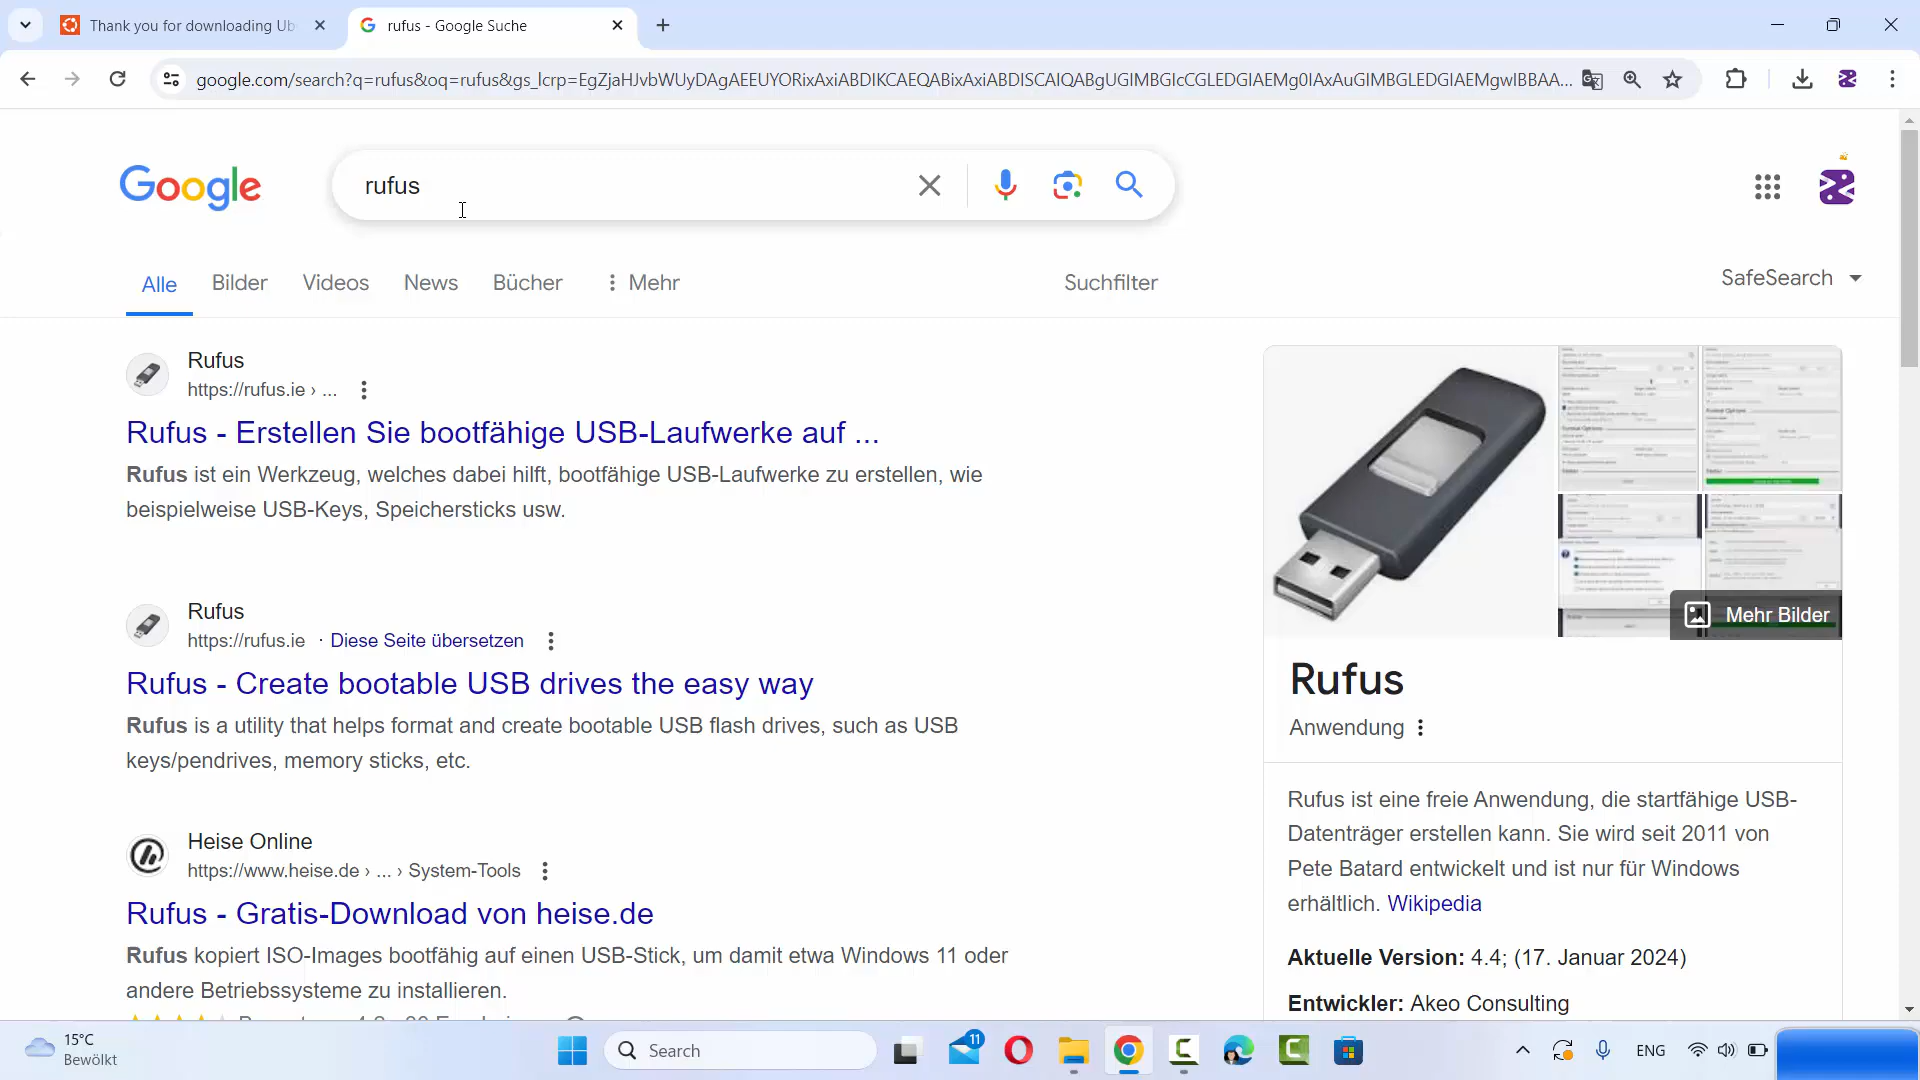 Thank you for downloading Ub
rufus - Google Suche
google.com/search?q=rufus&oq=rufus&gs_lcrp=EgZjaHJvbWUyDAgAEEUYORixAxiABDIKCAEQABixAxiABDISCAIQABgUGIMBGIcCGLEDGIAEMg0IAxAuGIMBGLEDGIAEMgwIBBAA...
Google
rufus
Alle
Bilder
Videos
News
Bücher
Mehr
Suchfilter
SafeSearch
Rufus
https://rufus.ie › ...
Rufus - Erstellen Sie bootfähige USB-Laufwerke auf ...
Rufus ist ein Werkzeug, welches dabei hilft, bootfähige USB-Laufwerke zu erstellen, wie
beispielweise USB-Keys, Speichersticks usw.
Rufus
https://rufus.ie · Diese Seite übersetzen
Rufus - Create bootable USB drives the easy way
Rufus is a utility that helps format and create bootable USB flash drives, such as USB
keys/pendrives, memory sticks, etc.
Heise Online
https://www.heise.de › ... › System-Tools
Rufus - Gratis-Download von heise.de
Rufus kopiert ISO-Images bootfähig auf einen USB-Stick, um damit etwa Windows 11 oder
andere Betriebssysteme zu installieren.
Mehr Bilder
Rufus
Anwendung
Rufus ist eine freie Anwendung, die startfähige USB-
Datenträger erstellen kann. Sie wird seit 2011 von
Pete Batard entwickelt und ist nur für Windows
erhältlich. Wikipedia
Aktuelle Version: 4.4; (17. Januar 2024)
Entwickler: Akeo Consulting
15°C
Bewölkt
Search
11
ENG